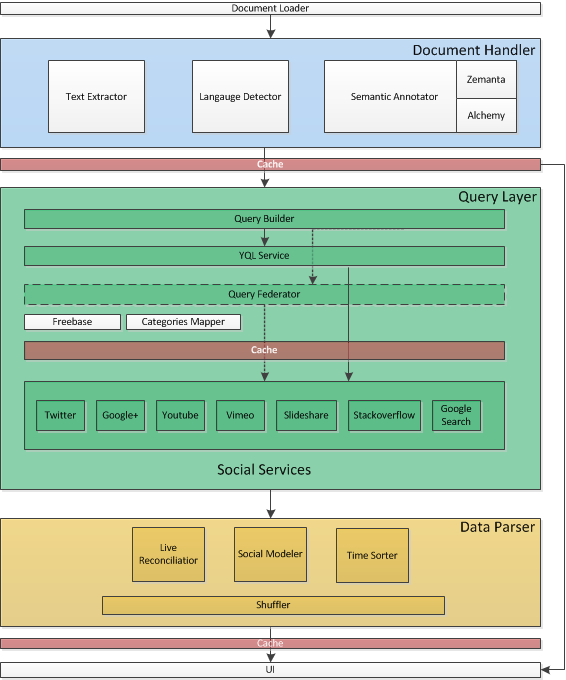 Document Loader
Document Handler
Text Extractor
Langauge Detector
Semantic Annotator
Zemanta
Alchemy
Cache
Query Layer
Query Builder
YQL Service
Query Federator
Freebase
Categories Mapper
Cache
Twitter
Google+
Youtube
Vimeo
Slideshare
Stackoverflow
Google
Search
Social Services
Data Parser
Live
Reconciliatior
Social Modeler
Time Sorter
Shuffler
Cache
UI